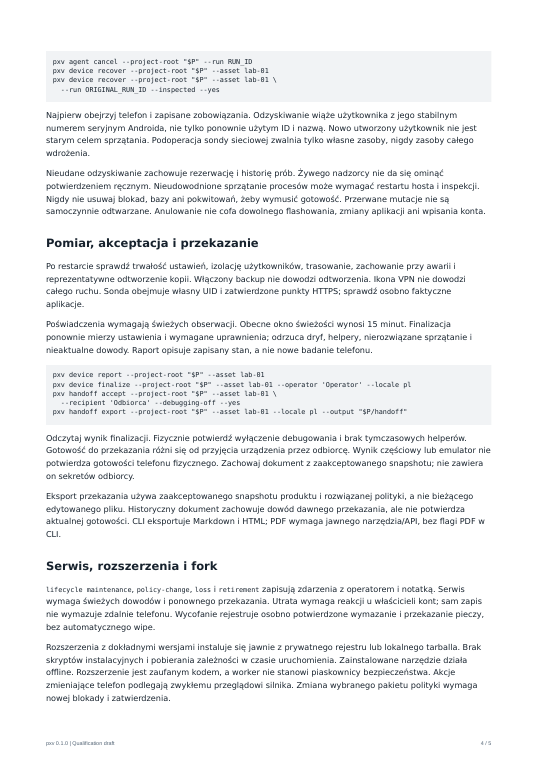 pxv agent cancel --project-root "$P" --run RUN_ID
pxv device recover --project-root "$P" --asset lab-01
pxv device recover --project-root "$P" --asset lab-01 \
  --run ORIGINAL_RUN_ID --inspected --yes
Najpierw obejrzyj telefon i zapisane zobowiązania. Odzyskiwanie wiąże użytkownika z jego stabilnym
numerem seryjnym Androida, nie tylko ponownie użytym ID i nazwą. Nowo utworzony użytkownik nie jest
starym celem sprzątania. Podoperacja sondy sieciowej zwalnia tylko własne zasoby, nigdy zasoby całego
wdrożenia.
Nieudane odzyskiwanie zachowuje rezerwację i historię prób. Żywego nadzorcy nie da się ominąć
potwierdzeniem ręcznym. Nieudowodnione sprzątanie procesów może wymagać restartu hosta i inspekcji.
Nigdy nie usuwaj blokad, bazy ani pokwitowań, żeby wymusić gotowość. Przerwane mutacje nie są
samoczynnie odtwarzane. Anulowanie nie cofa dowolnego flashowania, zmiany aplikacji ani wpisania konta.
Pomiar, akceptacja i przekazanie
Po restarcie sprawdź trwałość ustawień, izolację użytkowników, trasowanie, zachowanie przy awarii i
reprezentatywne odtworzenie kopii. Włączony backup nie dowodzi odtworzenia. Ikona VPN nie dowodzi
całego ruchu. Sonda obejmuje własny UID i zatwierdzone punkty HTTPS; sprawdź osobno faktyczne
aplikacje.
Poświadczenia wymagają świeżych obserwacji. Obecne okno świeżości wynosi 15 minut. Finalizacja
ponownie mierzy ustawienia i wymagane uprawnienia; odrzuca dryf, helpery, nierozwiązane sprzątanie i
nieaktualne dowody. Raport opisuje zapisany stan, a nie nowe badanie telefonu.
pxv device report --project-root "$P" --asset lab-01
pxv device finalize --project-root "$P" --asset lab-01 --operator 'Operator' --locale pl
pxv handoff accept --project-root "$P" --asset lab-01 \
  --recipient 'Odbiorca' --debugging-off --yes
pxv handoff export --project-root "$P" --asset lab-01 --locale pl --output "$P/handoff"
Odczytaj wynik finalizacji. Fizycznie potwierdź wyłączenie debugowania i brak tymczasowych helperów.
Gotowość do przekazania różni się od przyjęcia urządzenia przez odbiorcę. Wynik cząstkowy lub emulator nie
potwierdza gotowości telefonu fizycznego. Zachowaj dokument z zaakceptowanego snapshotu; nie zawiera
on sekretów odbiorcy.
Eksport przekazania używa zaakceptowanego snapshotu produktu i rozwiązanej polityki, a nie bieżącego
edytowanego pliku. Historyczny dokument zachowuje dowód dawnego przekazania, ale nie potwierdza
aktualnej gotowości. CLI eksportuje Markdown i HTML; PDF wymaga jawnego narzędzia/API, bez flagi PDF w
CLI.
Serwis, rozszerzenia i fork
lifecycle maintenance, policy-change, loss i retirement zapisują zdarzenia z operatorem i notatką. Serwis
wymaga świeżych dowodów i ponownego przekazania. Utrata wymaga reakcji u właścicieli kont; sam zapis
nie wymazuje zdalnie telefonu. Wycofanie rejestruje osobno potwierdzone wymazanie i przekazanie pieczy,
bez automatycznego wipe.
Rozszerzenia z dokładnymi wersjami instaluje się jawnie z prywatnego rejestru lub lokalnego tarballa. Brak
skryptów instalacyjnych i pobierania zależności w czasie uruchomienia. Zainstalowane narzędzie działa
offline. Rozszerzenie jest zaufanym kodem, a worker nie stanowi piaskownicy bezpieczeństwa. Akcje
zmieniające telefon podlegają zwykłemu przeglądowi silnika. Zmiana wybranego pakietu polityki wymaga
nowej blokady i zatwierdzenia.
pxv 0.1.0 | Qualification draft
4 / 5